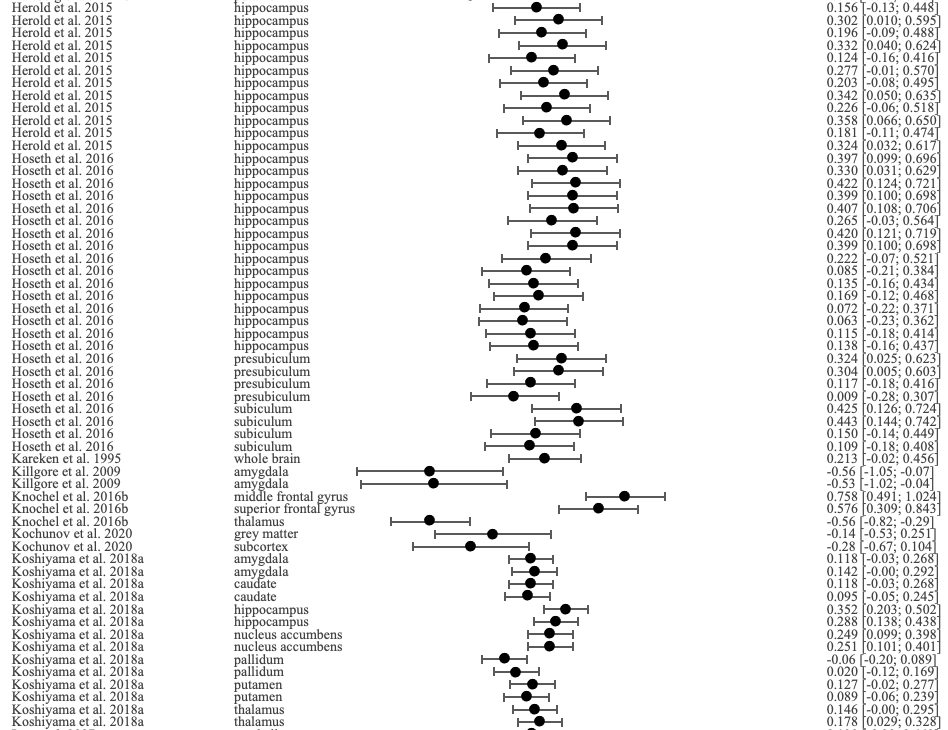 Herold et al. 2015 hippocampus 0.156 [-0.13; 0.448]
Herold et al. 2015 hippocampus 0.302 [0.010; 0.595]
Herold et al. 2015 hippocampus 0.196 [-0.09; 0.488]
Herold et al. 2015 hippocampus 0.332 [0.040; 0.624]
Herold et al. 2015 hippocampus 0.124 [-0.16; 0.416]
Herold et al. 2015 hippocampus 0.277 [-0.01; 0.570]
Herold et al. 2015 hippocampus 0.203 [-0.08; 0.495]
Herold et al. 2015 hippocampus 0.342 [0.050; 0.635]
Herold et al. 2015 hippocampus 0.226 [-0.06; 0.518]
Herold et al. 2015 hippocampus 0.358 [0.066; 0.650]
Herold et al. 2015 hippocampus 0.181 [-0.11; 0.474]
Herold et al. 2015 hippocampus 0.324 [0.032; 0.617]
Hoseth et al. 2016 hippocampus 0.397 [0.099; 0.696]
Hoseth et al. 2016 hippocampus 0.330 [0.031; 0.629]
Hoseth et al. 2016 hippocampus 0.422 [0.124; 0.721]
Hoseth et al. 2016 hippocampus 0.399 [0.100; 0.698]
Hoseth et al. 2016 hippocampus 0.407 [0.108; 0.706]
Hoseth et al. 2016 hippocampus 0.265 [-0.03; 0.564]
Hoseth et al. 2016 hippocampus 0.420 [0.121; 0.719]
Hoseth et al. 2016 hippocampus 0.399 [0.100; 0.698]
Hoseth et al. 2016 hippocampus 0.222 [-0.07; 0.521]
Hoseth et al. 2016 hippocampus 0.085 [-0.21; 0.384]
Hoseth et al. 2016 hippocampus 0.135 [-0.16; 0.434]
Hoseth et al. 2016 hippocampus 0.169 [-0.12; 0.468]
Hoseth et al. 2016 hippocampus 0.072 [-0.22; 0.371]
Hoseth et al. 2016 hippocampus 0.063 [-0.23; 0.362]
Hoseth et al. 2016 hippocampus 0.115 [-0.18; 0.414]
Hoseth et al. 2016 hippocampus 0.138 [-0.16; 0.437]
Hoseth et al. 2016 presubiculum 0.324 [0.025; 0.623]
Hoseth et al. 2016 presubiculum 0.304 [0.005; 0.603]
Hoseth et al. 2016 presubiculum 0.117 [-0.18; 0.416]
Hoseth et al. 2016 presubiculum 0.009 [-0.28; 0.307]
Hoseth et al. 2016 subiculum 0.425 [0.126; 0.724]
Hoseth et al. 2016 subiculum 0.443 [0.144; 0.742]
Hoseth et al. 2016 subiculum 0.150 [-0.14; 0.449]
Hoseth et al. 2016 subiculum 0.109 [-0.18; 0.408]
Kareken et al. 1995 whole brain 0.213 [-0.02; 0.456]
Killgore et al. 2009 amygdala -0.56 [-1.05; -0.07]
Killgore et al. 2009 amygdala -0.53 [-1.02; -0.04]
Knochel et al. 2016b middle frontal gyrus 0.758 [0.491; 1.024]
Knochel et al. 2016b superior frontal gyrus 0.576 [0.309; 0.843]
Knochel et al. 2016b thalamus -0.56 [-0.82; -0.29]
Kochunov et al. 2020 grey matter -0.14 [-0.53; 0.251]
Kochunov et al. 2020 subcortex -0.28 [-0.67; 0.104]
Koshiyama et al. 2018a amygdala 0.118 [-0.03; 0.268]
Koshiyama et al. 2018a amygdala 0.142 [-0.00; 0.292]
Koshiyama et al. 2018a caudate 0.118 [-0.03; 0.268]
Koshiyama et al. 2018a caudate 0.095 [-0.05; 0.245]
Koshiyama et al. 2018a hippocampus 0.352 [0.203; 0.502]
Koshiyama et al. 2018a hippocampus 0.288 [0.138; 0.438]
Koshiyama et al. 2018a nucleus accumbens 0.249 [0.099; 0.398]
Koshiyama et al. 2018a nucleus accumbens 0.251 [0.101; 0.401]
Koshiyama et al. 2018a pallidum -0.06 [-0.20; 0.089]
Koshiyama et al. 2018a pallidum 0.020 [-0.12; 0.169]
Koshiyama et al. 2018a putamen 0.127 [-0.02; 0.277]
Koshiyama et al. 2018a putamen 0.089 [-0.06; 0.239]
Koshiyama et al. 2018a thalamus 0.146 [-0.00; 0.295]
Koshiyama et al. 2018a thalamus 0.178 [0.029; 0.328]